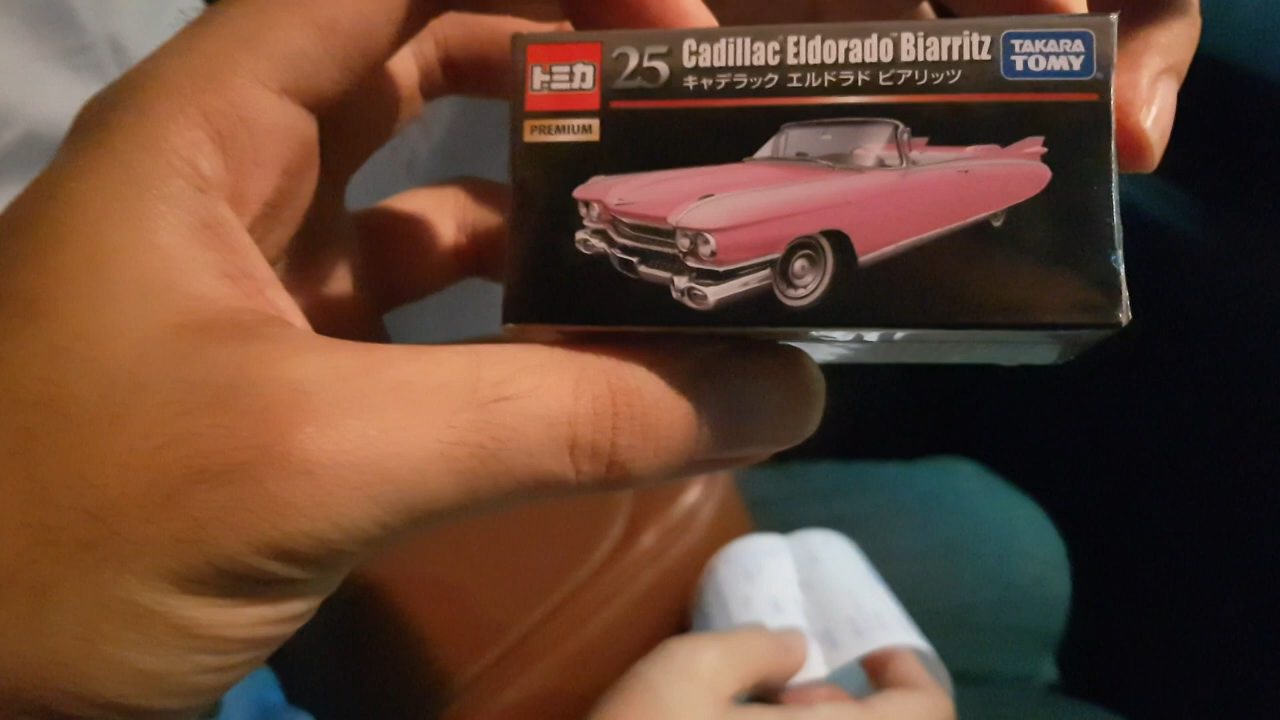 トミカ
PREMIUM
25
Cadillac Eldorado™ Biarritz
キャデラック エルドラド ビアリッツ
TAKARA
TOMY